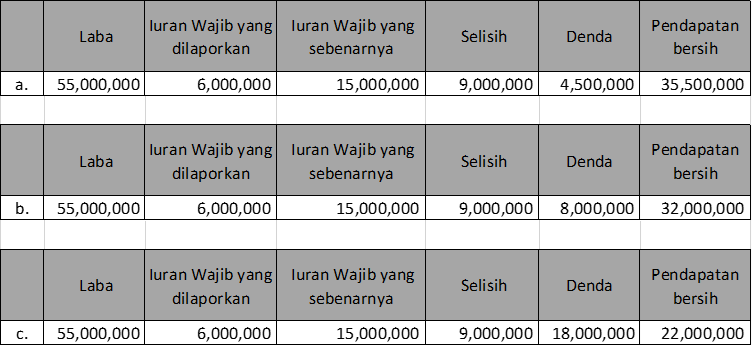 Laba Iuran Wajib yang dilaporkan Iuran Wajib yang sebenarnya Selisih Denda Pendapatan bersih
a. 55,000,000 6,000,000 15,000,000 9,000,000 4,500,000 35,500,000
Laba Iuran Wajib yang dilaporkan Iuran Wajib yang sebenarnya Selisih Denda Pendapatan bersih
b. 55,000,000 6,000,000 15,000,000 9,000,000 8,000,000 32,000,000
Laba Iuran Wajib yang dilaporkan Iuran Wajib yang sebenarnya Selisih Denda Pendapatan bersih
c. 55,000,000 6,000,000 15,000,000 9,000,000 18,000,000 22,000,000